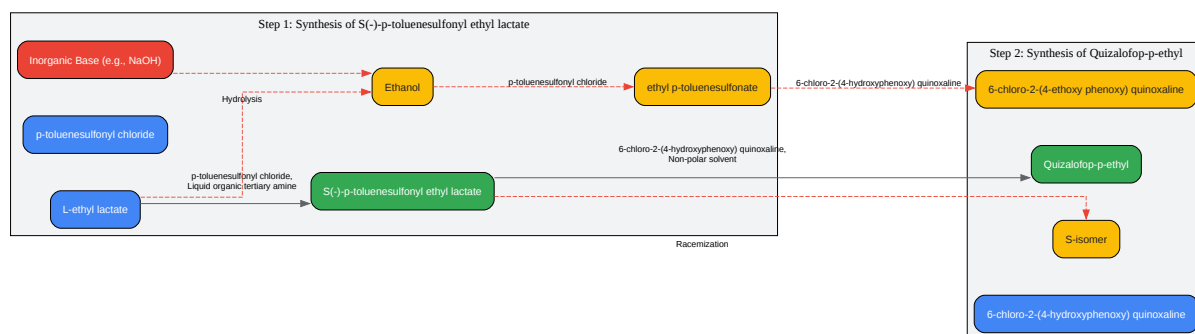 Step 1: Synthesis of S(-)-p-toluenesulfonyl ethyl lactate
Step 2: Synthesis of Quizalofop-p-ethyl
Inorganic Base (e.g., NaOH)
Ethanol
p-toluenesulfonyl chloride
ethyl p-toluenesulfonate
6-chloro-2-(4-hydroxyphenoxy) quinoxaline
6-chloro-2-(4-ethoxy phenoxy) quinoxaline
Hydrolysis
p-toluenesulfonyl chloride
6-chloro-2-(4-hydroxyphenoxy) quinoxaline,
Non-polar solvent
Quizalofop-p-ethyl
p-toluenesulfonyl chloride,
Liquid organic tertiary amine
S(-)-p-toluenesulfonyl ethyl lactate
L-ethyl lactate
S-isomer
Racemization
6-chloro-2-(4-hydroxyphenoxy) quinoxaline